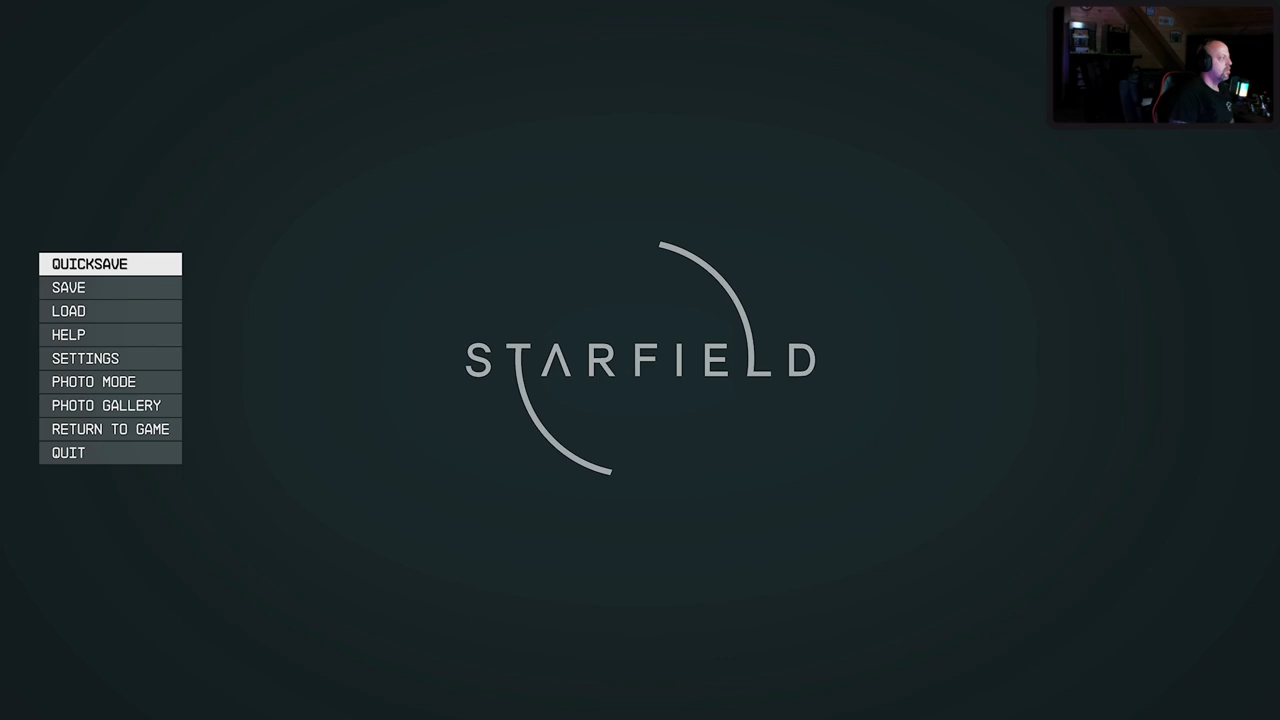 QUICKSAVE
SAVE
LOAD
HELP
SETTINGS
PHOTO MODE
PHOTO GALLERY
RETURN TO GAME
QUIT
STARFIELD